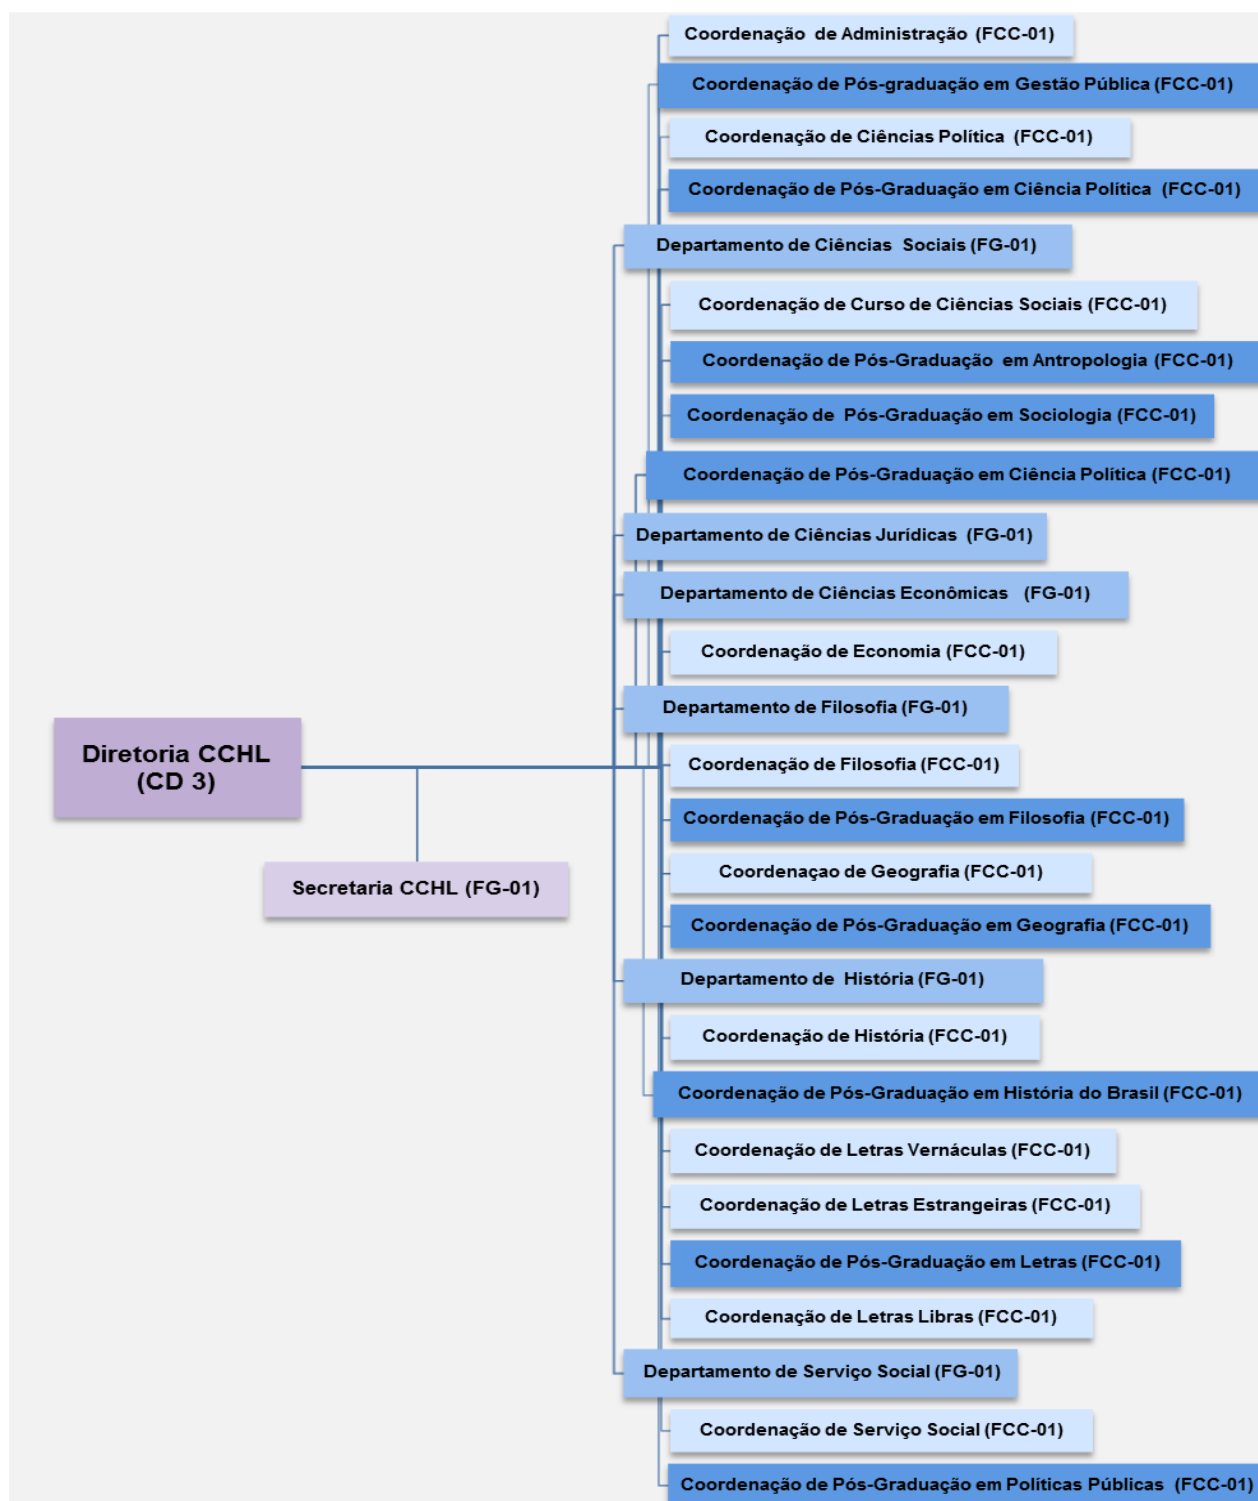 Coordenação de Administração (FCC-01)
Coordenação de Pós-graduação em Gestão Pública (FCC-01)
Coordenação de Ciências Política (FCC-01)
Coordenação de Pós-Graduação em Ciência Política (FCC-01)
Departamento de Ciências Sociais (FG-01)
Coordenação de Curso de Ciências Sociais (FCC-01)
Coordenação de Pós-Graduação em Antropologia (FCC-01)
Coordenação de Pós-Graduação em Sociologia (FCC-01)
Coordenação de Pós-Graduação em Ciência Política (FCC-01)
Departamento de Ciências Jurídicas (FG-01)
Departamento de Ciências Econômicas (FG-01)
Coordenação de Economia (FCC-01)
Departamento de Filosofia (FG-01)
Diretoria CCHL
(CD 3)
Coordenação de Filosofia (FCC-01)
Coordenação de Pós-Graduação em Filosofia (FCC-01)
Coordenaçao de Geografia (FCC-01)
Secretaria CCHL (FG-01)
Coordenação de Pós-Graduação em Geografia (FCC-01)
Departamento de História (FG-01)
Coordenação de História (FCC-01)
Coordenação de Pós-Graduação em História do Brasil (FCC-01)
Coordenação de Letras Vernáculas (FCC-01)
Coordenação de Letras Estrangeiras (FCC-01)
Coordenação de Pós-Graduação em Letras (FCC-01)
Coordenação de Letras Libras (FCC-01)
Departamento de Serviço Social (FG-01)
Coordenação de Serviço Social (FCC-01)
Coordenação de Pós-Graduação em Políticas Públicas (FCC-01)